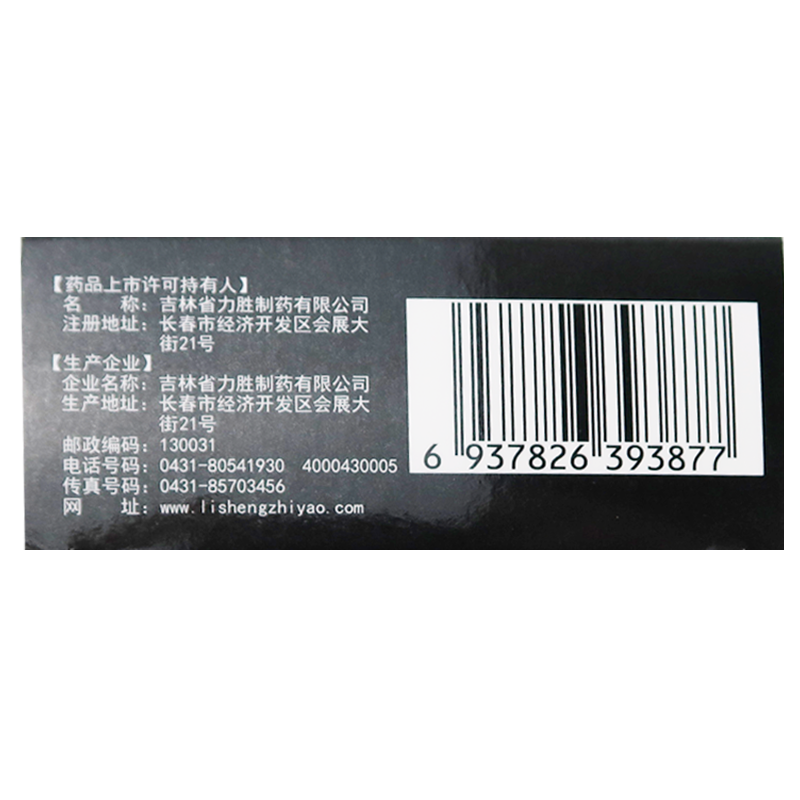 【药品上市许可持有人】
名 称：吉林省力胜制药有限公司
注册地址：长春市经济开发区会展大
街21号
【生产企业】
企业名称：吉林省力胜制药有限公司
生产地址：长春市经济开发区会展大
街21号
邮政编码：130031
电话号码：0431-80541930 4000430005
传真号码：0431-85703456
网 址：www.lishengzhiyao.com
6 937826 393877